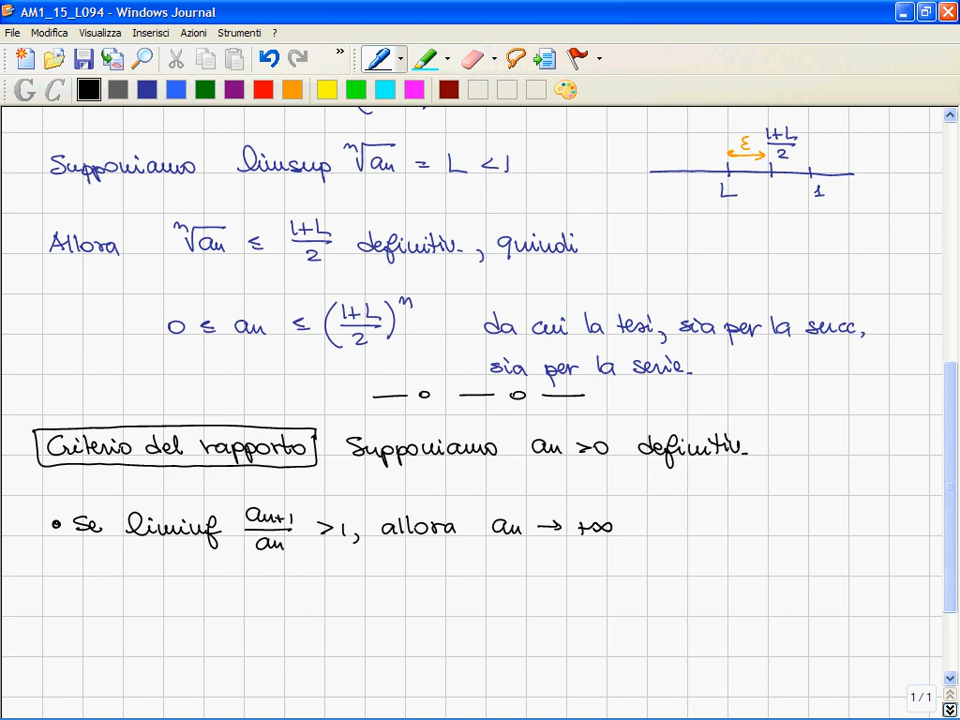 AM1_15_L094 - Windows Journal
File Modifica Visualizza Inserisci Azioni Strumenti ?
Supponiamo limsup ⁿ√an = L < 1
ε (1+L)/2
L 1
Allora ⁿ√an ≤ (1+L)/2 definitiv., quindi
0 ≤ an ≤ ((1+L)/2)ⁿ da cui la tesi, sia per la succ,
sia per la serie.
— o — o —
Criterio del rapporto Supponiamo an >0 definitiv.
• Se liminf an+1/an >1, allora an → +∞
1 / 1